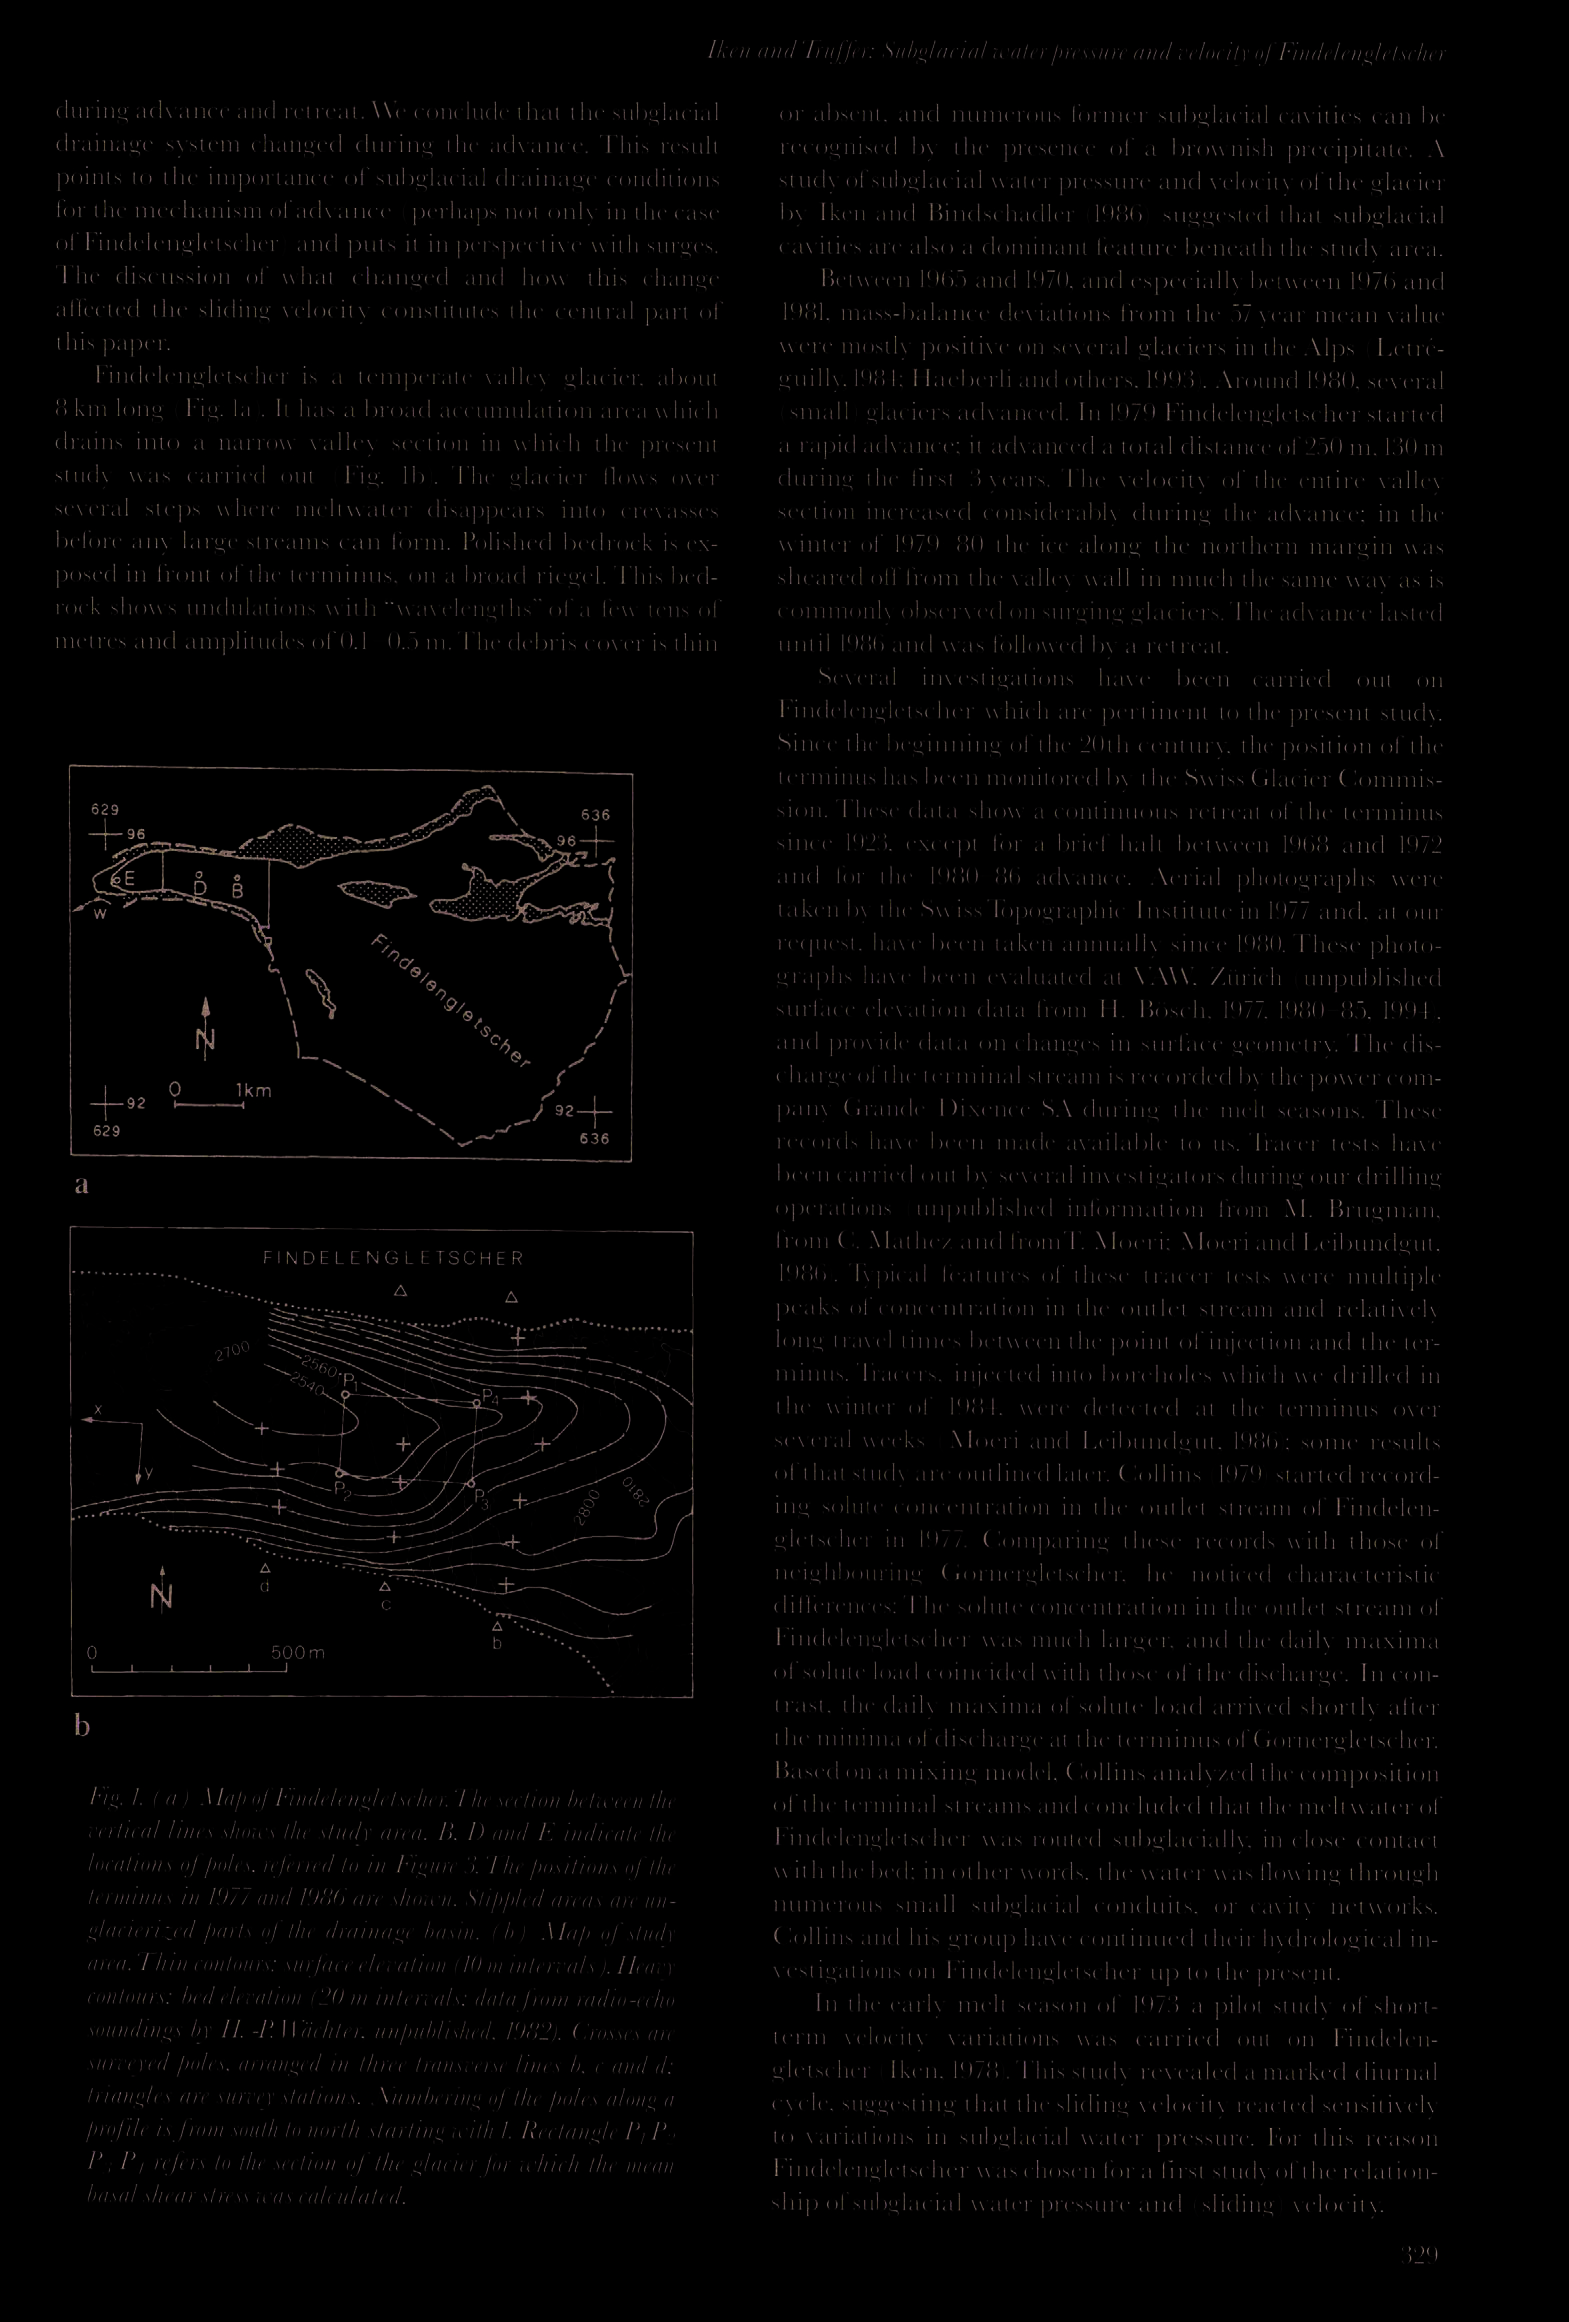 Iken and Truffer: Subglacial water pressure and velocity of Findelengletscher
during advance and retreat. We conclude that the subglacial
drainage system changed during the advance. This result
points to the importance of subglacial drainage conditions
for the mechanism of advance (perhaps not only in the case
of Findelengletscher) and puts it in perspective with surges.
The discussion of what changed and how this change
affected the sliding velocity constitutes the central part of
this paper.
Findelengletscher is a temperate valley glacier, about
8 km long (Fig. 1a). It has a broad accumulation area which
drains into a narrow valley section in which the present
study was carried out (Fig. 1b). The glacier flows over
several steps where meltwater disappears into crevasses
before any large streams can form. Polished bedrock is ex-
posed in front of the terminus, on a broad riegel. This bed-
rock shows undulations with "wavelengths" of a few tens of
metres and amplitudes of 0.1–0.5 m. The debris cover is thin
629
96
636
96
E
D
B
W
Findelengletscher
N
0 1km
92
629
92
636
a
FINDELENGLETSCHER
2700
2560
2540
P1
P4
x
y
P2
P3
2800
2810
N
d
c
b
0 500m
b
Fig. 1. (a) Map of Findelengletscher. The section between the
vertical lines shows the study area. B, D and E indicate the
locations of poles, referred to in Figure 3. The positions of the
terminus in 1977 and 1986 are shown. Stippled areas are un-
glacierized parts of the drainage basin. (b) Map of study
area. Thin contours: surface elevation (10 m intervals). Heavy
contours: bed elevation (20 m intervals; data from radio-echo
soundings by H.-P. Wächter, unpublished, 1982). Crosses are
surveyed poles, arranged in three transverse lines b, c and d;
triangles are survey stations. Numbering of the poles along a
profile is from south to north starting with 1. Rectangle P1 P2
P3 P4 refers to the section of the glacier for which the mean
basal shear stress was calculated.
or absent, and numerous former subglacial cavities can be
recognised by the presence of a brownish precipitate. A
study of subglacial water pressure and velocity of the glacier
by Iken and Bindschadler (1986) suggested that subglacial
cavities are also a dominant feature beneath the study area.
Between 1965 and 1970, and especially between 1976 and
1981, mass-balance deviations from the 57 year mean value
were mostly positive on several glaciers in the Alps (Letré-
guilly, 1984; Haeberli and others, 1993). Around 1980, several
(small) glaciers advanced. In 1979 Findelengletscher started
a rapid advance; it advanced a total distance of 250 m, 130 m
during the first 3 years. The velocity of the entire valley
section increased considerably during the advance; in the
winter of 1979–80 the ice along the northern margin was
sheared off from the valley wall in much the same way as is
commonly observed on surging glaciers. The advance lasted
until 1986 and was followed by a retreat.
Several investigations have been carried out on
Findelengletscher which are pertinent to the present study.
Since the beginning of the 20th century, the position of the
terminus has been monitored by the Swiss Glacier Commis-
sion. These data show a continuous retreat of the terminus
since 1923, except for a brief halt between 1968 and 1972
and for the 1980–86 advance. Aerial photographs were
taken by the Swiss Topographic Institute in 1977 and, at our
request, have been taken annually since 1980. These photo-
graphs have been evaluated at VAW, Zürich (unpublished
surface elevation data from H. Bösch, 1977, 1980–85, 1994),
and provide data on changes in surface geometry. The dis-
charge of the terminal stream is recorded by the power com-
pany Grande Dixence SA during the melt seasons. These
records have been made available to us. Tracer tests have
been carried out by several investigators during our drilling
operations (unpublished information from M. Brugman,
from C. Mathez and from T. Moeri; Moeri and Leibundgut,
1986). Typical features of these tracer tests were multiple
peaks of concentration in the outlet stream and relatively
long travel times between the point of injection and the ter-
minus. Tracers, injected into boreholes which we drilled in
the winter of 1984, were detected at the terminus over
several weeks (Moeri and Leibundgut, 1986; some results
of that study are outlined later. Collins (1979) started record-
ing solute concentration in the outlet stream of Findelen-
gletscher in 1977. Comparing these records with those of
neighbouring Gornergletscher, he noticed characteristic
differences: The solute concentration in the outlet stream of
Findelengletscher was much larger, and the daily maxima
of solute load coincided with those of the discharge. In con-
trast, the daily maxima of solute load arrived shortly after
the minima of discharge at the terminus of Gornergletscher.
Based on a mixing model, Collins analyzed the composition
of the terminal streams and concluded that the meltwater of
Findelengletscher was routed subglacially, in close contact
with the bed; in other words, the water was flowing through
numerous small subglacial conduits, or cavity networks.
Collins and his group have continued their hydrological in-
vestigations on Findelengletscher up to the present.
In the early melt season of 1973 a pilot study of short-
term velocity variations was carried out on Findelen-
gletscher (Iken, 1978). This study revealed a marked diurnal
cycle, suggesting that the sliding velocity reacted sensitively
to variations in subglacial water pressure. For this reason
Findelengletscher was chosen for a first study of the relation-
ship of subglacial water pressure and (sliding) velocity.
329